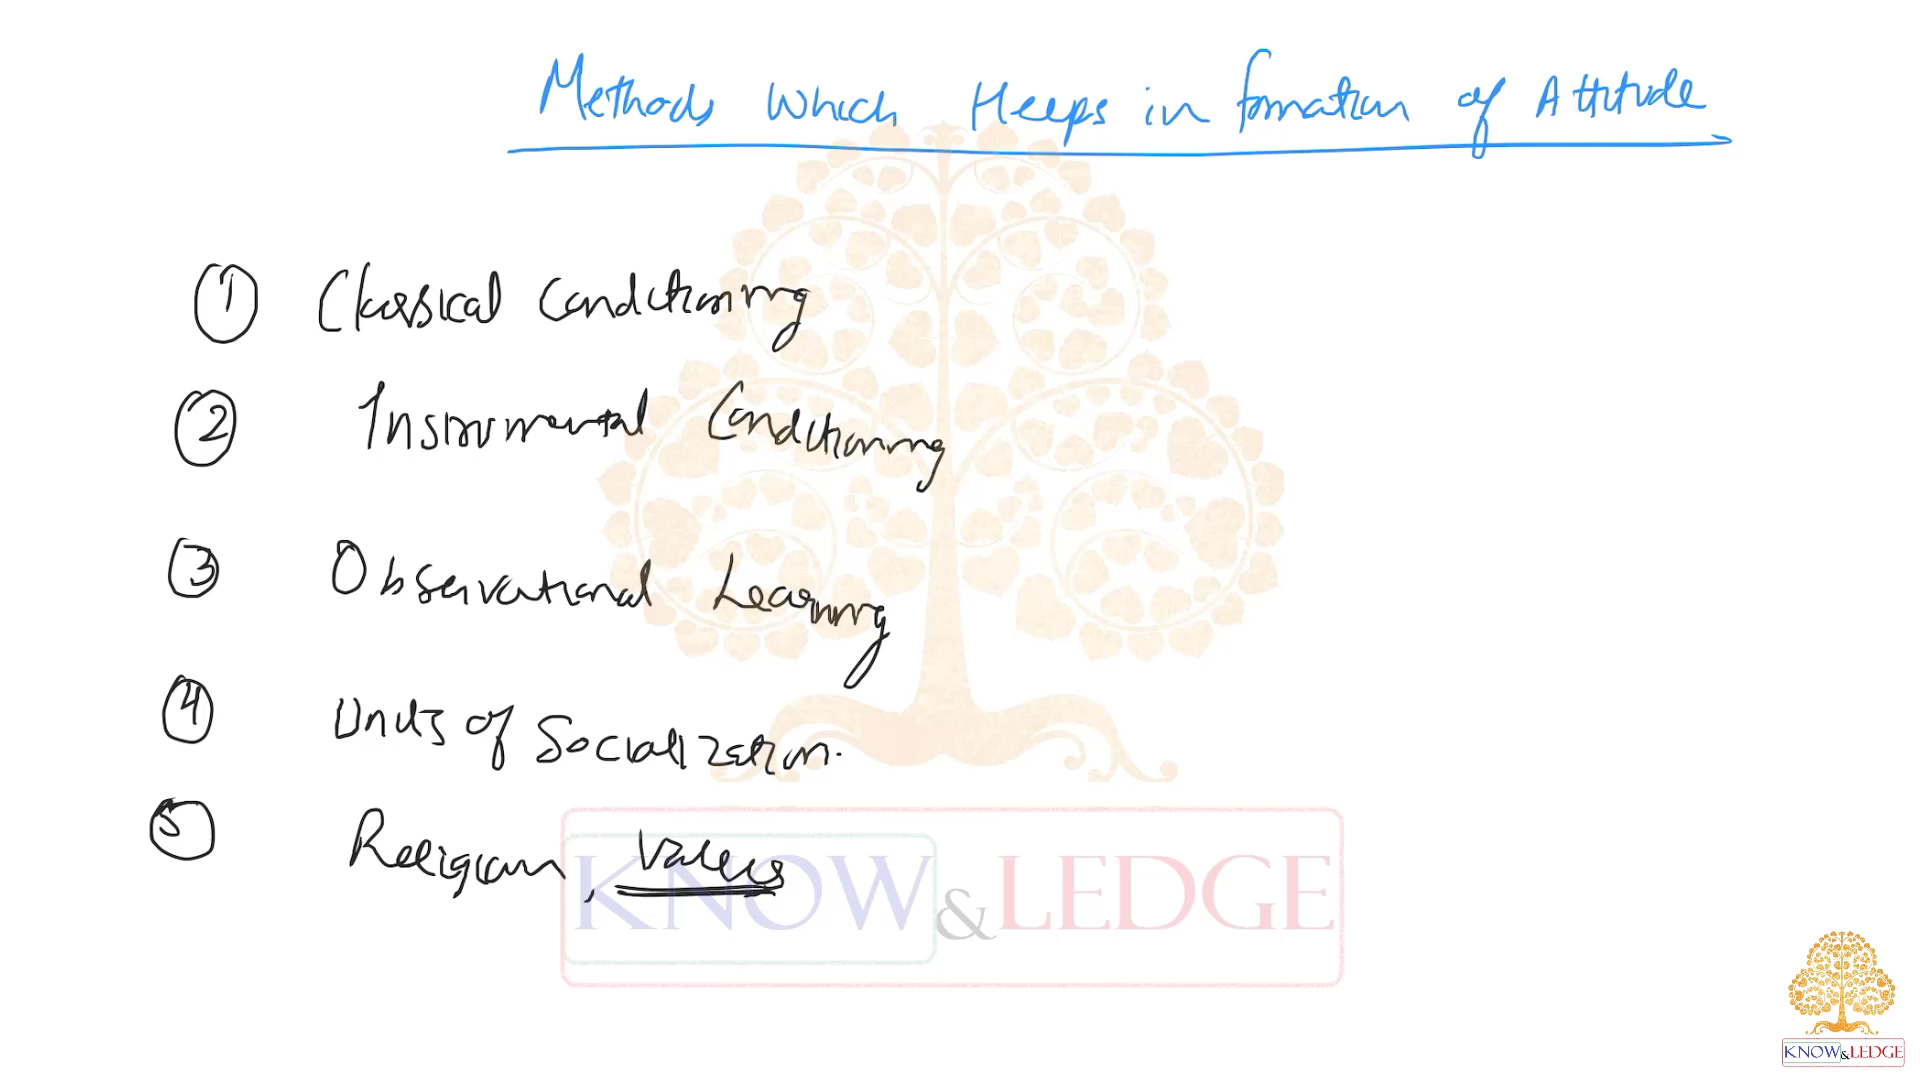 Methods Which Helps in formation of Attitude
1 Classical Conditioning
2 Instrumental Conditioning
3 Observational Learning
4 Units of Socialization.
5 Religion, Values
KNOW&LEDGE
KNOW&LEDGE